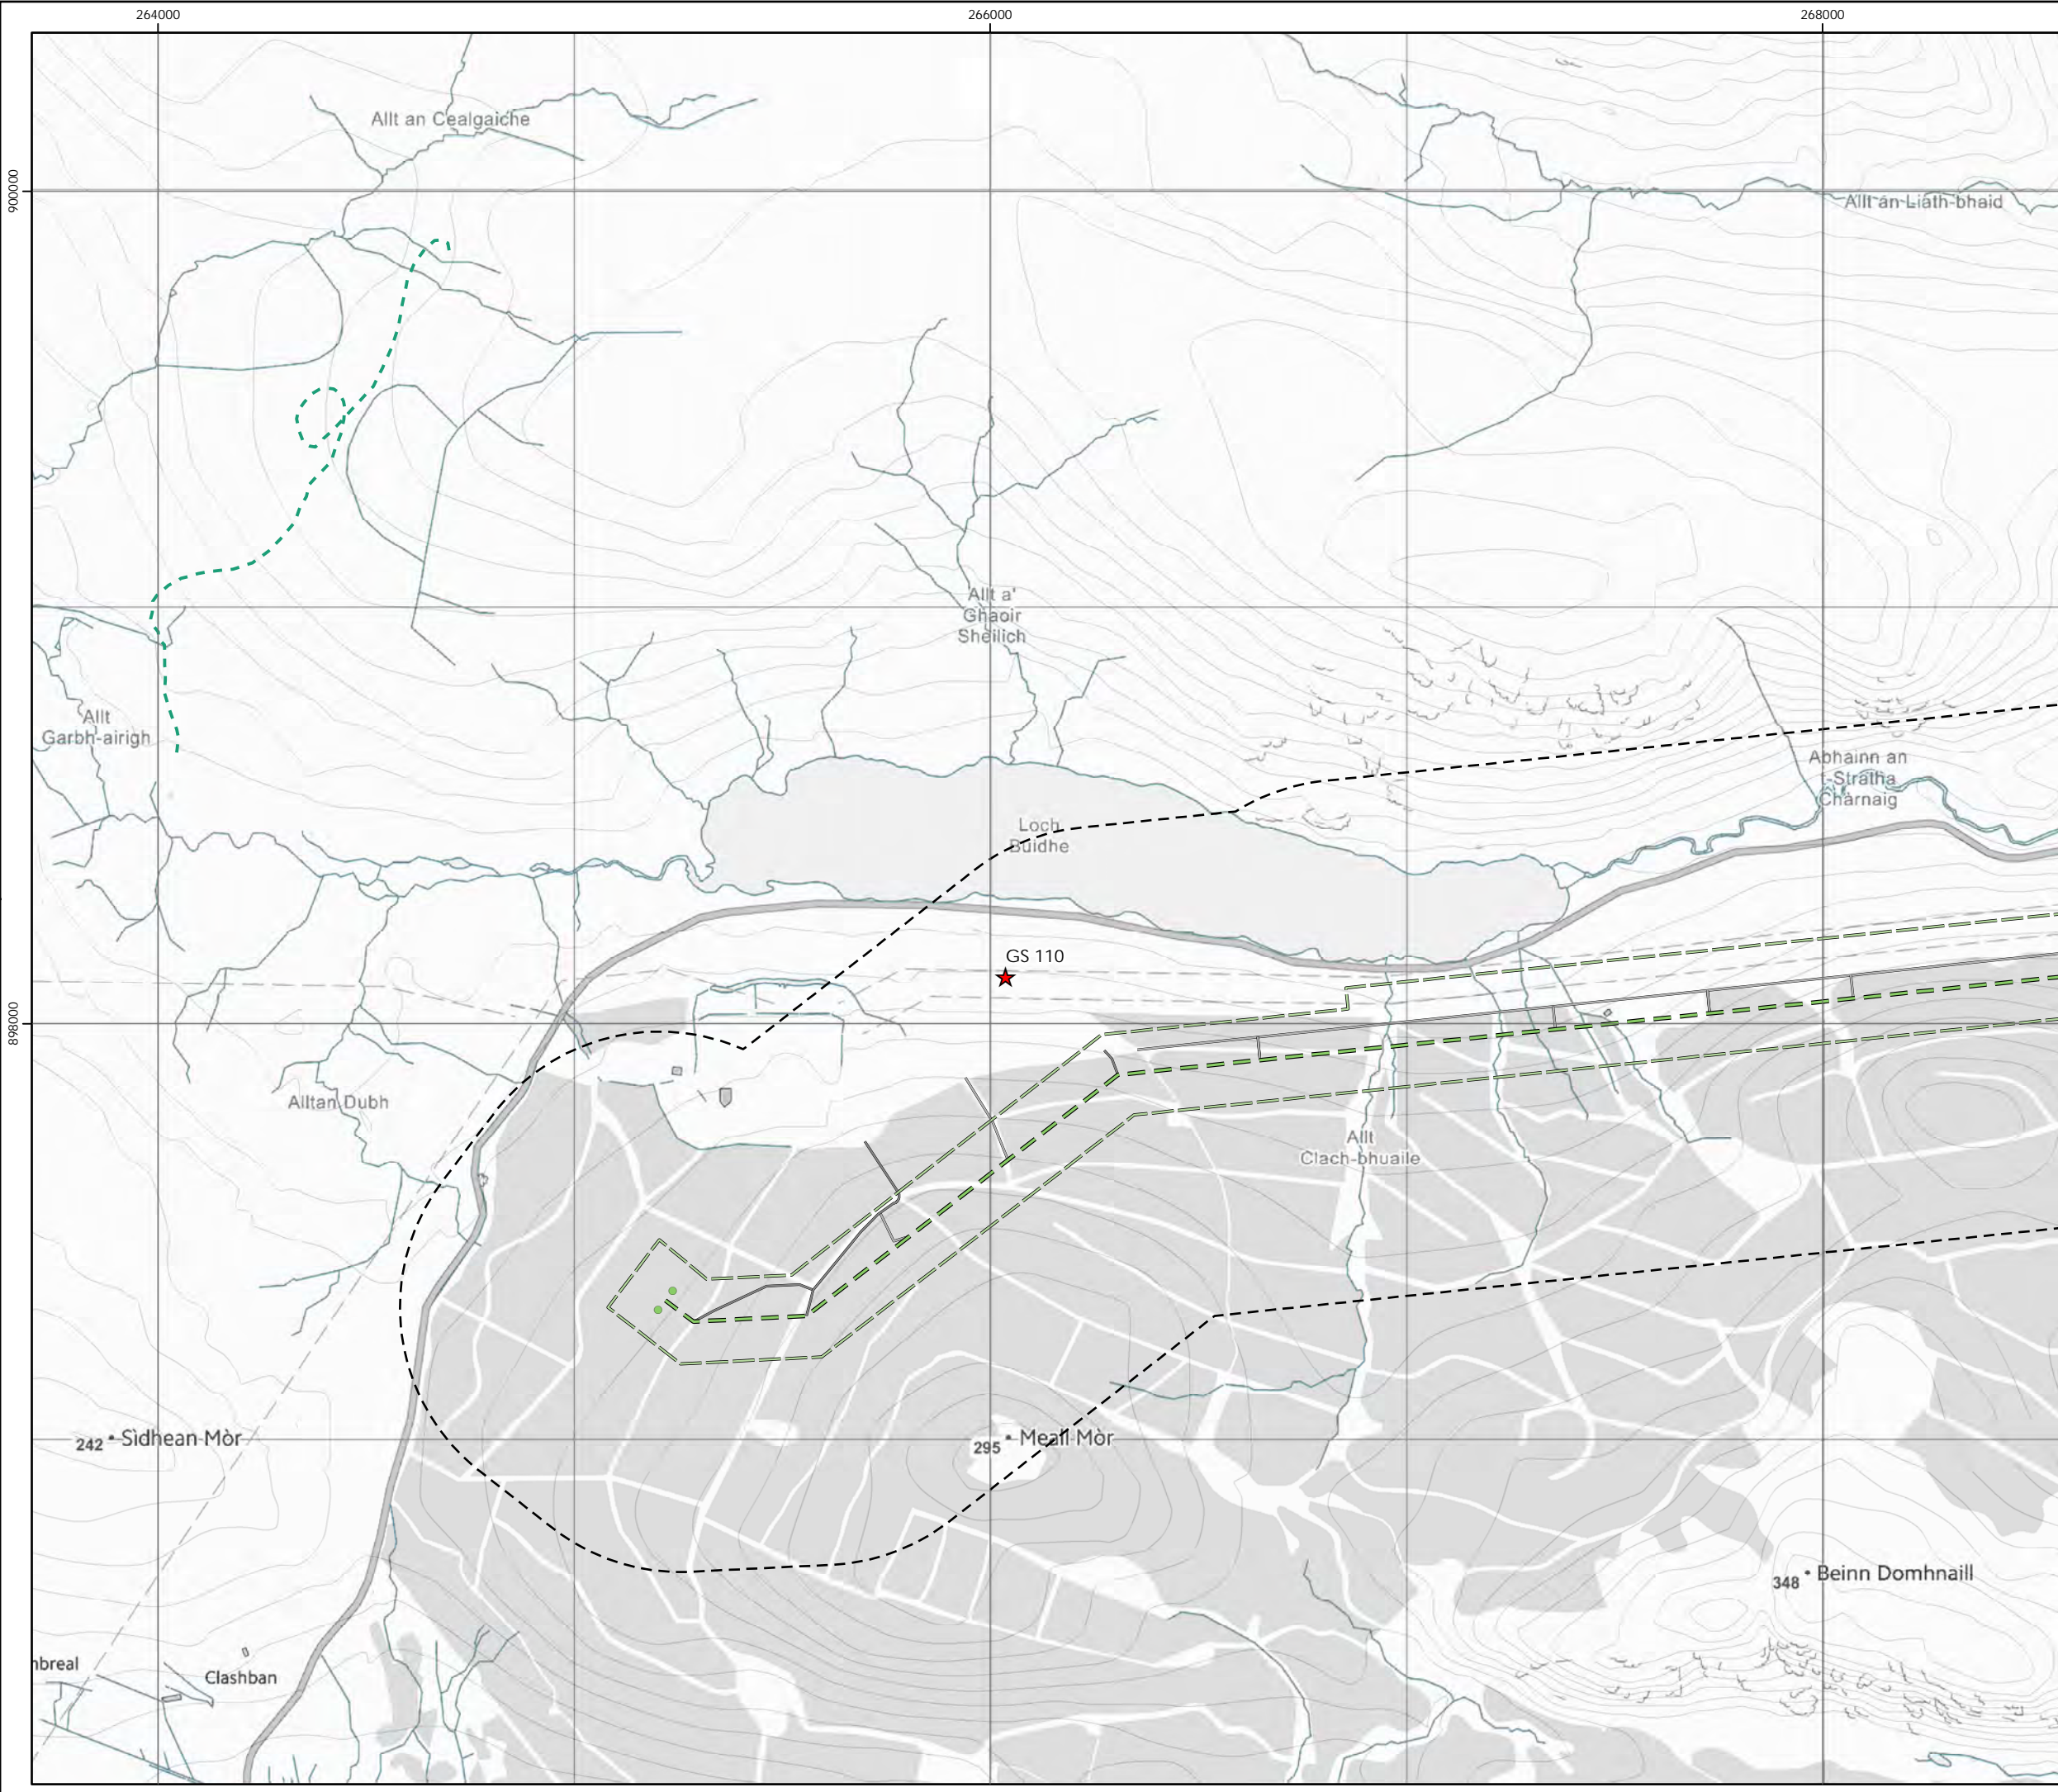 264000
266000
268000
Allt an Cealgaiche
900000
Allt an Liath-bhaid
Allt a'
Ghaoir
Sheilich
Allt
Garbh-airigh
Abhainn an
t-Sratha
Chàrnaig
Loch
Buidhe
GS 110
898000
Alltan Dubh
Allt
Clach-bhuaile
242 Sìdhean Mòr
295 Meall Mòr
348 Beinn Domhnaill
nbreal
Clashban